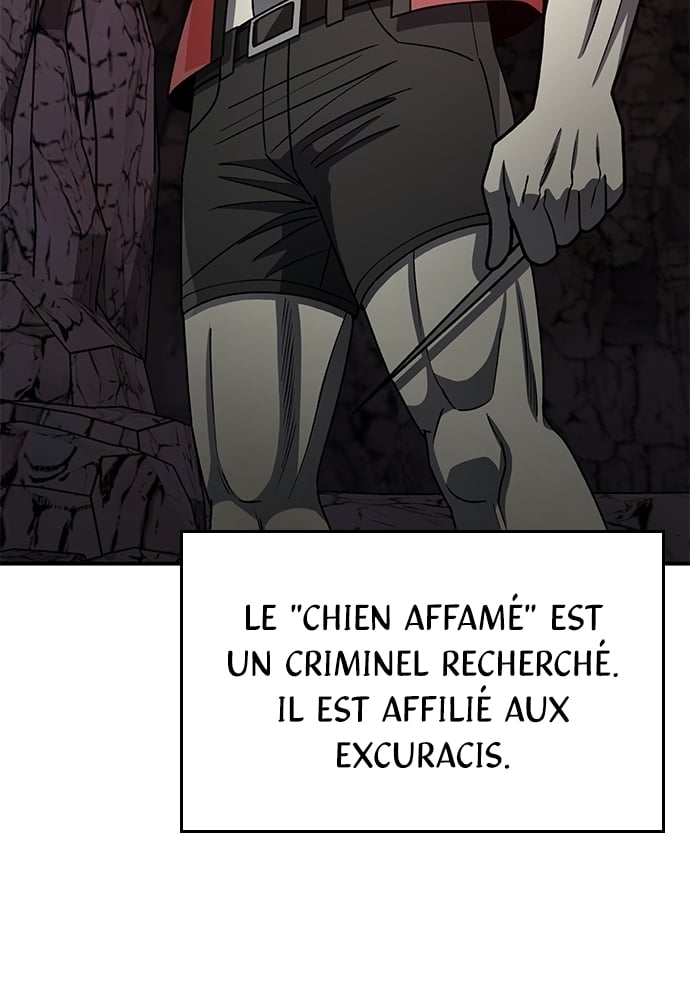 LE "CHIEN AFFAMÉ" EST
UN CRIMINEL RECHERCHÉ.
IL EST AFFILIÉ AUX
EXCURACIS.